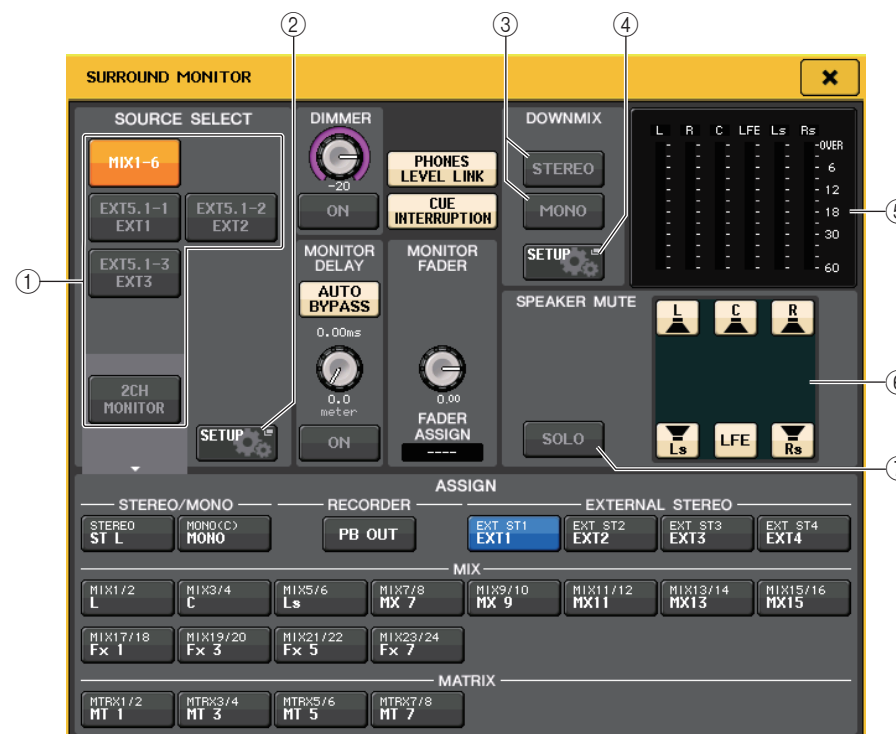 ② ③ ④
SURROUND MONITOR
SOURCE SELECT
MIX1-6
EXT5.1-1
EXT1
EXT5.1-2
EXT2
EXT5.1-3
EXT3
①
2CH
MONITOR
SETUP
DIMMER
-20
ON
PHONES
LEVEL LINK
CUE
INTERRUPTION
MONITOR
DELAY
AUTO
BYPASS
0.00ms
0.0
meter
ON
MONITOR
FADER
0.00
FADER
ASSIGN
----
DOWNMIX
STEREO
MONO
SETUP
L R C LFE Ls Rs
OVER
6
12
18
30
60
⑤
SPEAKER MUTE
L C R
Ls LFE Rs
⑥
SOLO
ASSIGN
STEREO/MONO RECORDER EXTERNAL STEREO
STEREO
ST L
MONO(C)
MONO
PB OUT
EXT ST1
EXT1
EXT ST2
EXT2
EXT ST3
EXT3
EXT ST4
EXT4
MIX
MIX1/2
L
MIX3/4
C
MIX5/6
Ls
MIX7/8
MX 7
MIX9/10
MX 9
MIX11/12
MX11
MIX13/14
MX13
MIX15/16
MX15
MIX17/18
Fx 1
MIX19/20
Fx 3
MIX21/22
Fx 5
MIX23/24
Fx 7
MATRIX
MTRX1/2
MT 1
MTRX3/4
MT 3
MTRX5/6
MT 5
MTRX7/8
MT 7